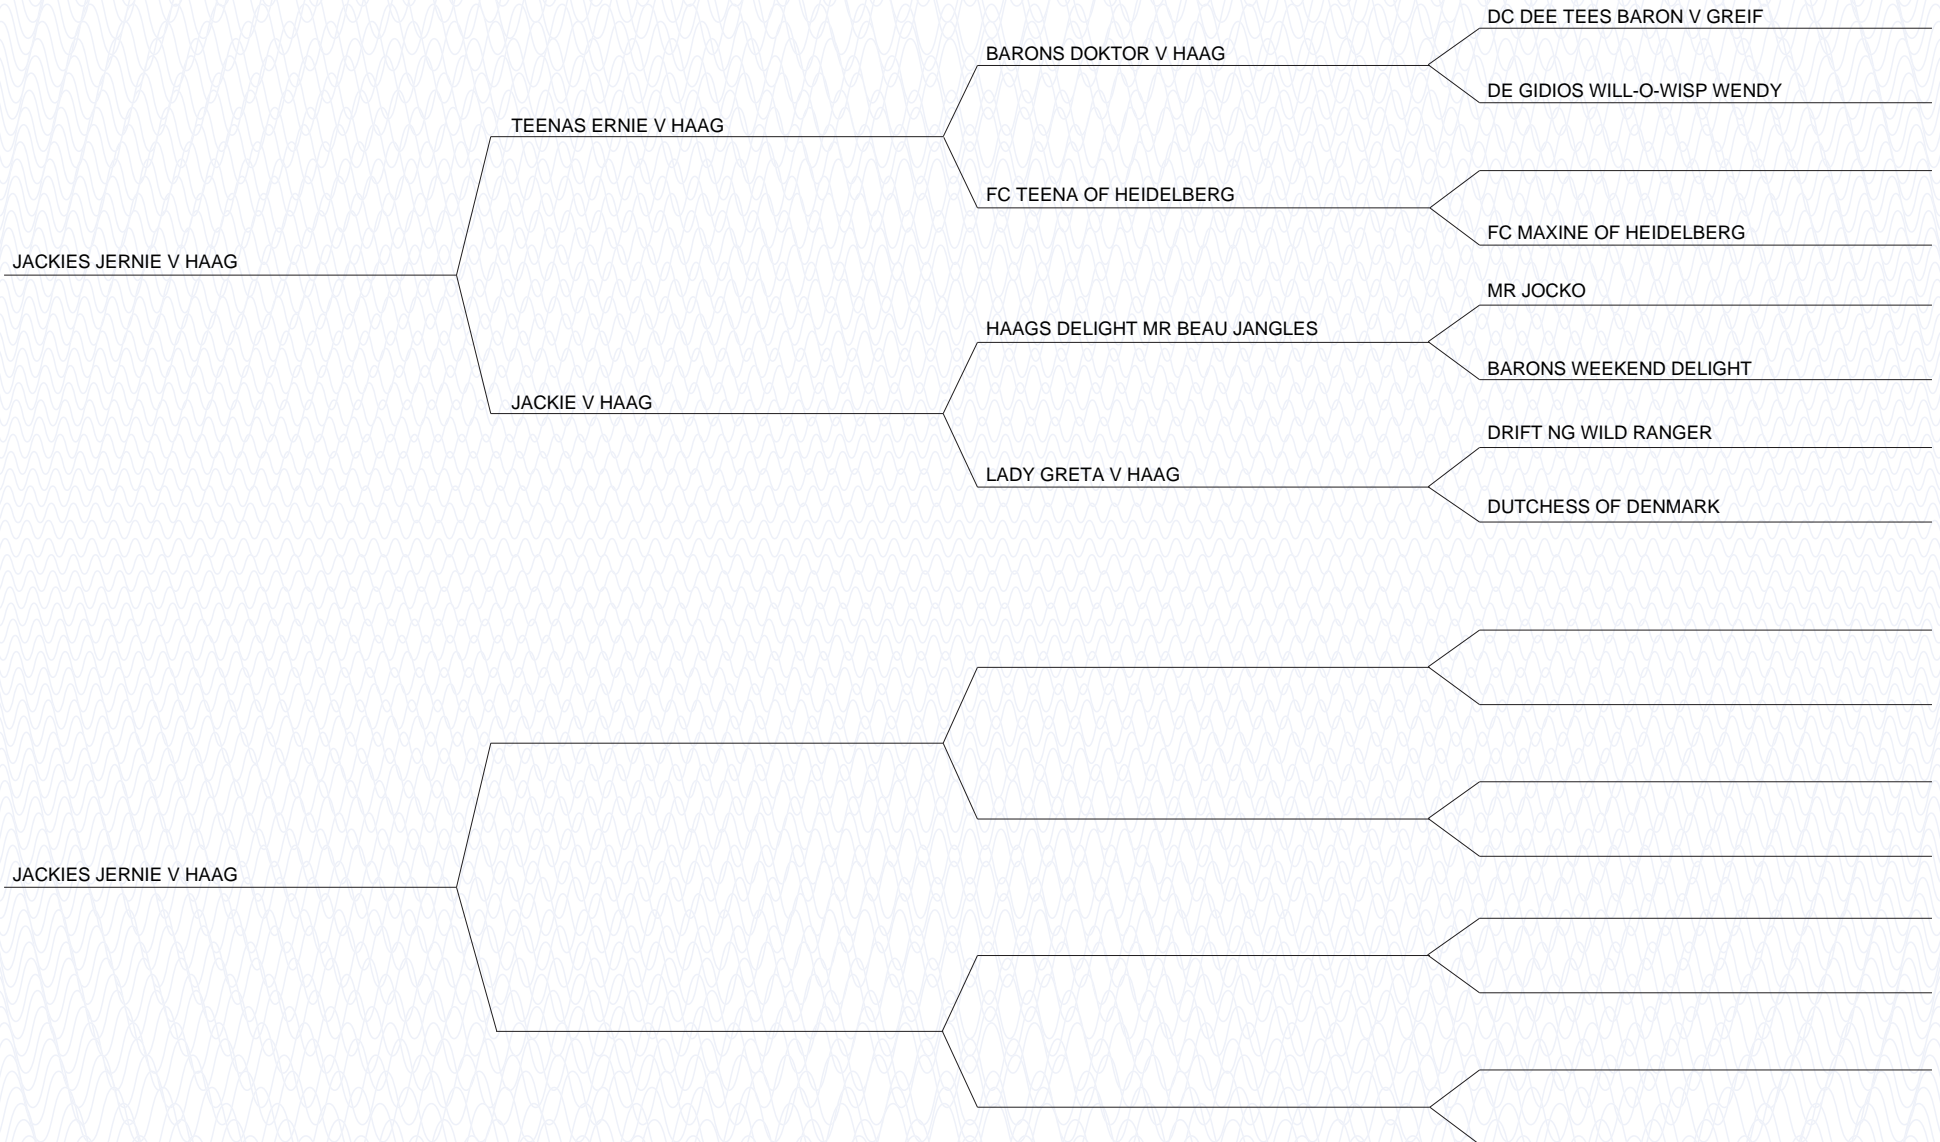 DC DEE TEES BARON V GREIF
BARONS DOKTOR V HAAG
DE GIDIOS WILL-O-WISP WENDY
TEENAS ERNIE V HAAG
FC TEENA OF HEIDELBERG
FC MAXINE OF HEIDELBERG
JACKIES JERNIE V HAAG
MR JOCKO
HAAGS DELIGHT MR BEAU JANGLES
BARONS WEEKEND DELIGHT
JACKIE V HAAG
DRIFT NG WILD RANGER
LADY GRETA V HAAG
DUTCHESS OF DENMARK
JACKIES JERNIE V HAAG